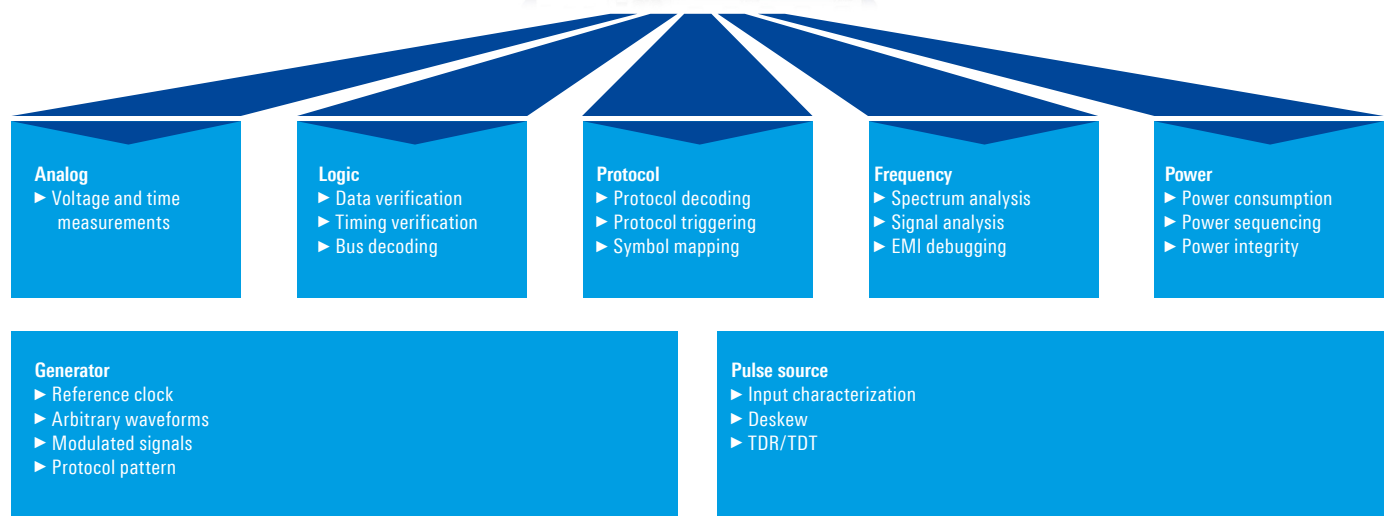 Analog
► Voltage and time
measurements
Logic
► Data verification
► Timing verification
► Bus decoding
Protocol
► Protocol decoding
► Protocol triggering
► Symbol mapping
Frequency
► Spectrum analysis
► Signal analysis
► EMI debugging
Power
► Power consumption
► Power sequencing
► Power integrity
Generator
► Reference clock
► Arbitrary waveforms
► Modulated signals
► Protocol pattern
Pulse source
► Input characterization
► Deskew
► TDR/TDT